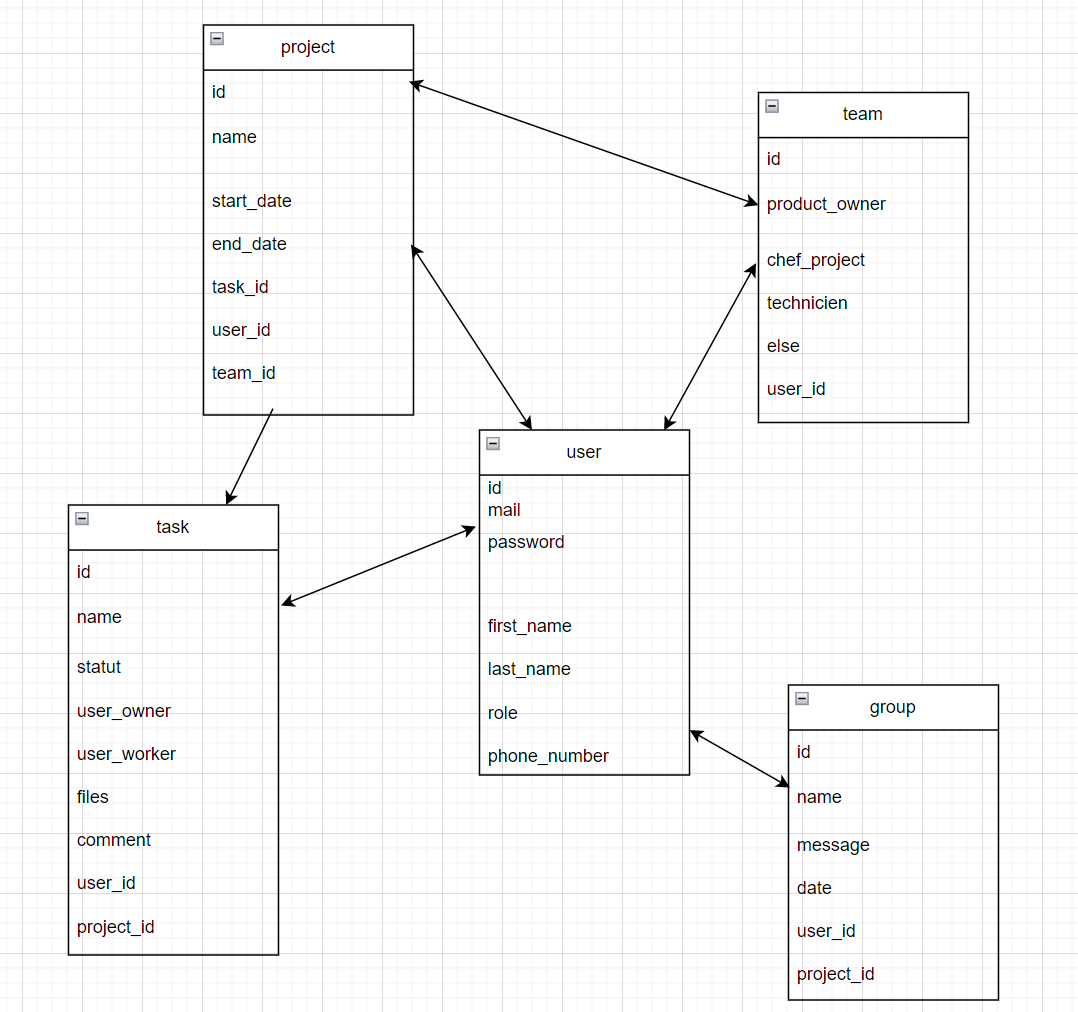 project
id
name
start_date
end_date
task_id
user_id
team_id
team
id
product_owner
chef_project
technicien
else
user_id
user
id
mail
password
first_name
last_name
role
phone_number
task
id
name
statut
user_owner
user_worker
files
comment
user_id
project_id
group
id
name
message
date
user_id
project_id